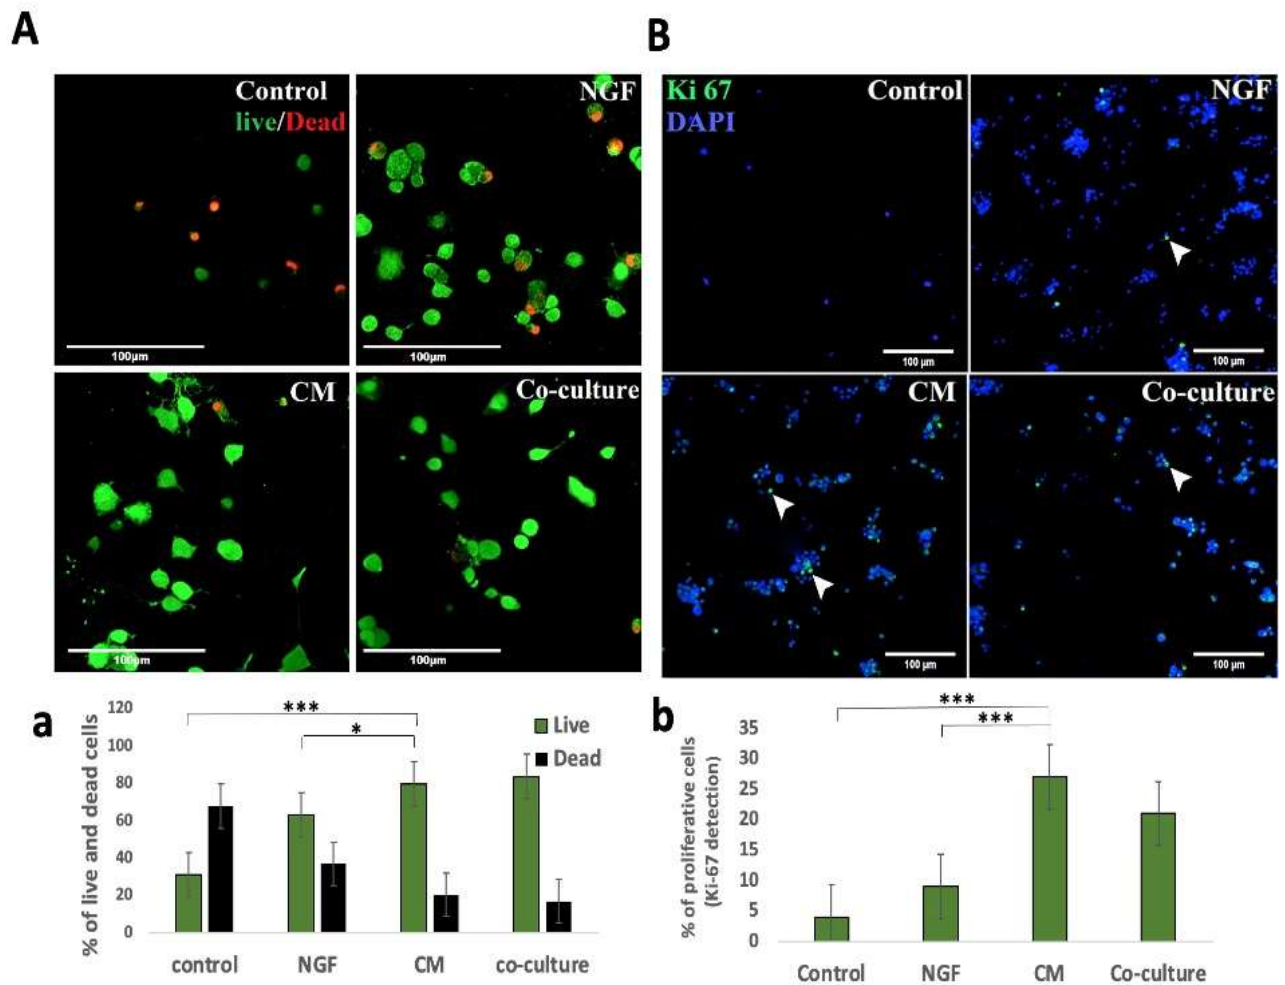 A
B
Control
live/Dead
NGF
Ki 67
DAPI
Control
NGF
100µm
100µm
100 µm
100 µm
CM
Co-culture
CM
Co-culture
100µm
100µm
100 µm
100 µm
a
% of live and dead cells
120
100
80
60
40
20
0
***
*
Live
Dead
control
NGF
CM
co-culture
b
% of proliferative cells
(Ki-67 detection)
35
30
25
20
15
10
5
0
***
***
Control
NGF
CM
Co-culture